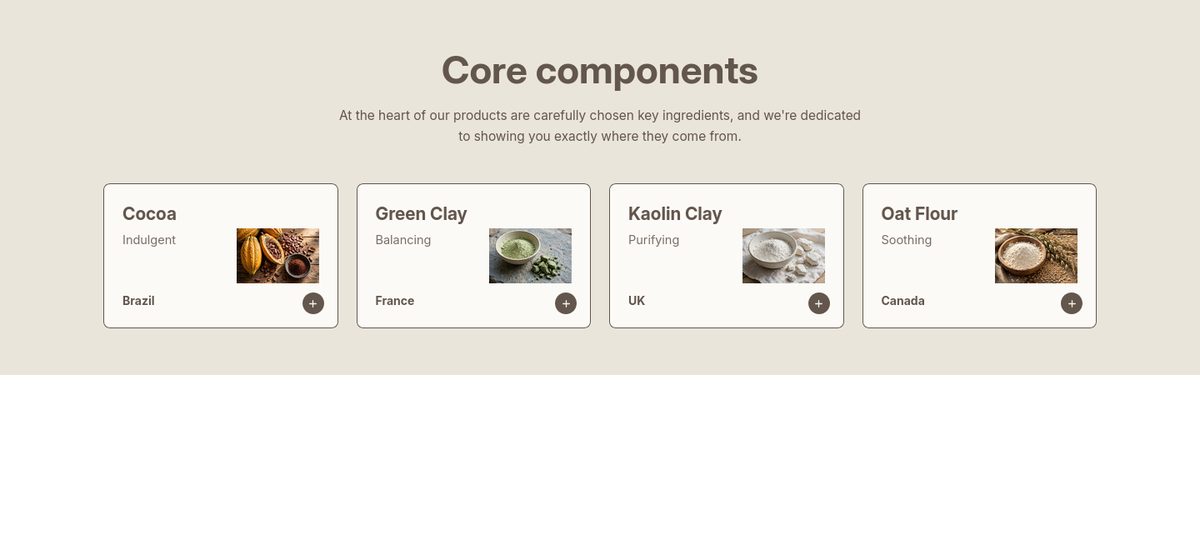 Core components
At the heart of our products are carefully chosen key ingredients, and we're dedicated
to showing you exactly where they come from.
Cocoa
Indulgent
Brazil
+
Green Clay
Balancing
France
+
Kaolin Clay
Purifying
UK
+
Oat Flour
Soothing
Canada
+